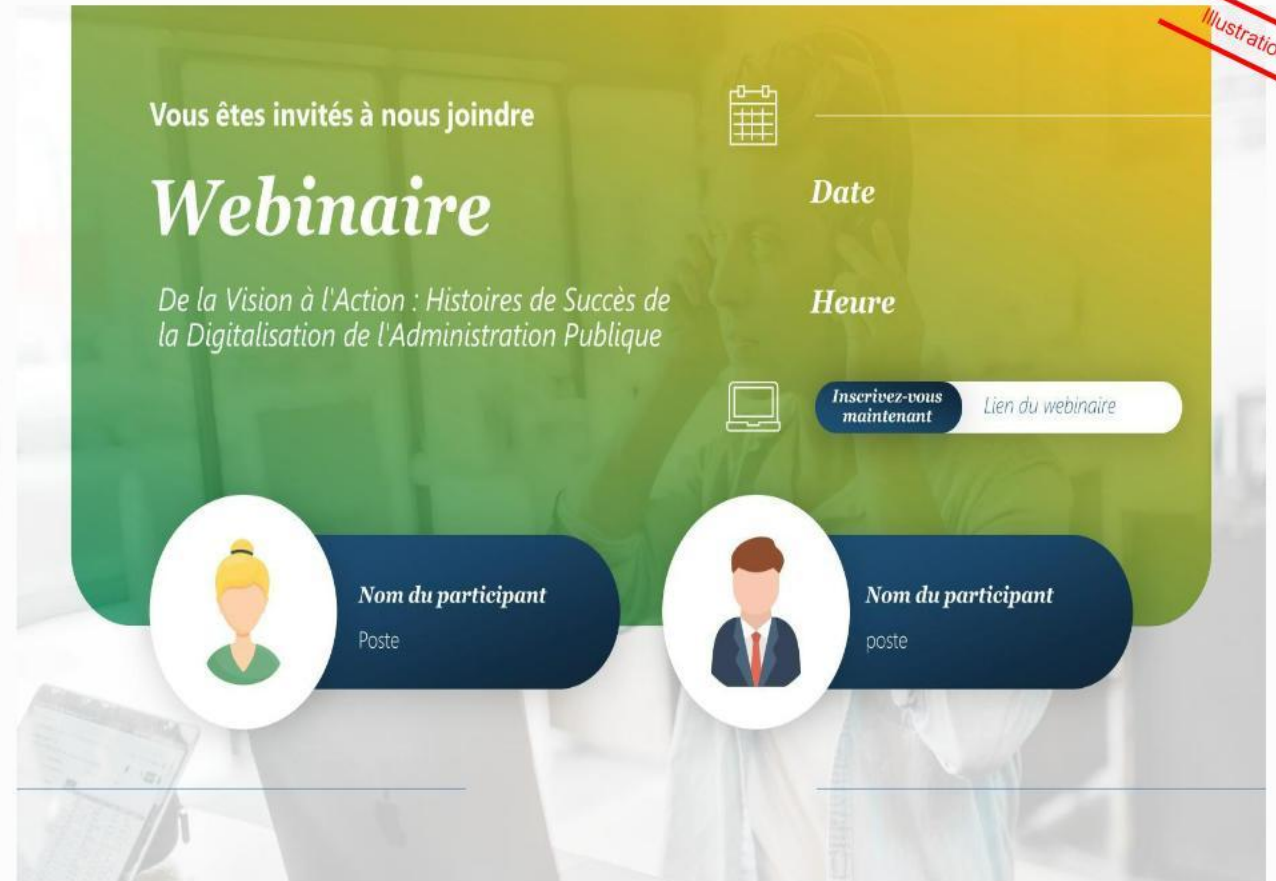 Illustratio
Vous êtes invités à nous joindre
Webinaire
De la Vision à l'Action : Histoires de Succès de
la Digitalisation de l'Administration Publique
Date
Heure
Inscrivez-vous
maintenant
Lien du webinaire
Nom du participant
Poste
Nom du participant
poste